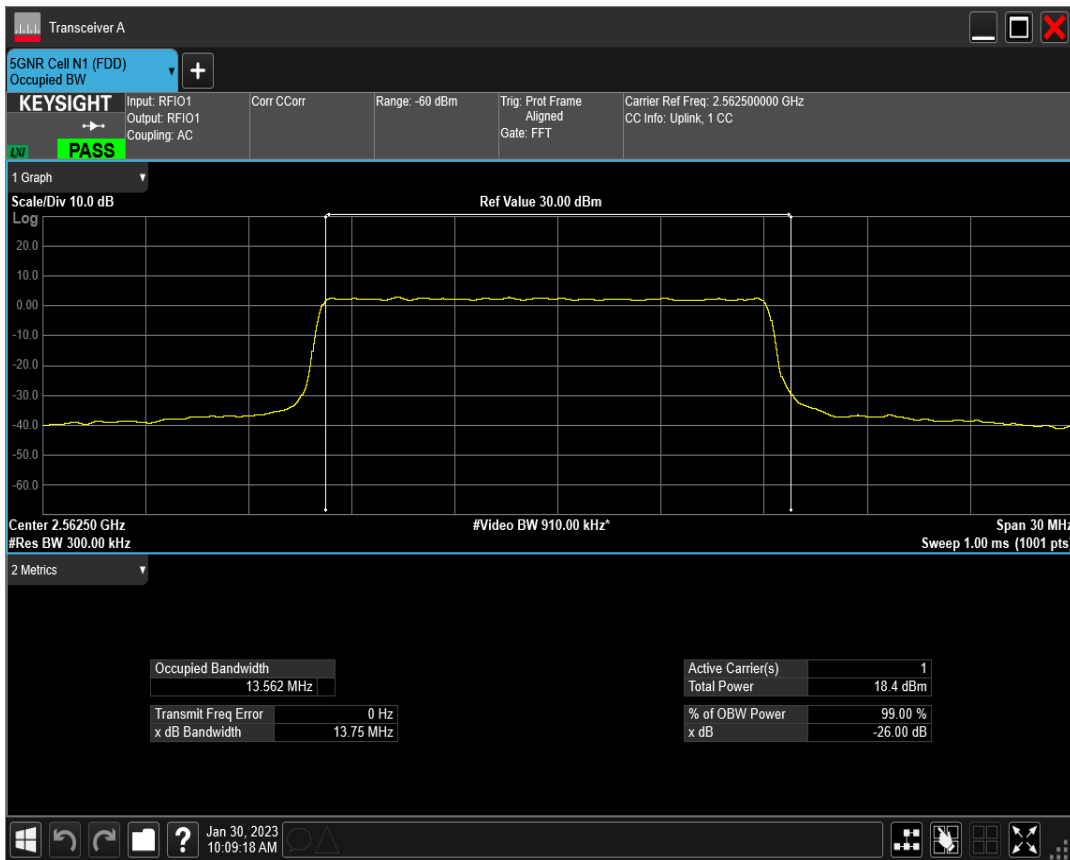 Transceiver A
5GNR Cell N1 (FDD)
Occupied BW
+
KEYSIGHT
LXI
PASS
Input: RFIO1
Output: RFIO1
Coupling: AC
Corr CCorr
Range: -60 dBm
Trig: Prot Frame
Aligned
Gate: FFT
Carrier Ref Freq: 2.562500000 GHz
CC Info: Uplink, 1 CC
1 Graph
Scale/Div 10.0 dB
Ref Value 30.00 dBm
Log
20.0
10.0
0.00
-10.0
-20.0
-30.0
-40.0
-50.0
-60.0
Center 2.56250 GHz
#Video BW 910.00 kHz*
Span 30 MHz
#Res BW 300.00 kHz
Sweep 1.00 ms (1001 pts)
2 Metrics
Occupied Bandwidth
13.562 MHz
Transmit Freq Error 0 Hz
x dB Bandwidth 13.75 MHz
Active Carrier(s) 1
Total Power 18.4 dBm
% of OBW Power 99.00 %
x dB -26.00 dB
?
Jan 30, 2023
10:09:18 AM